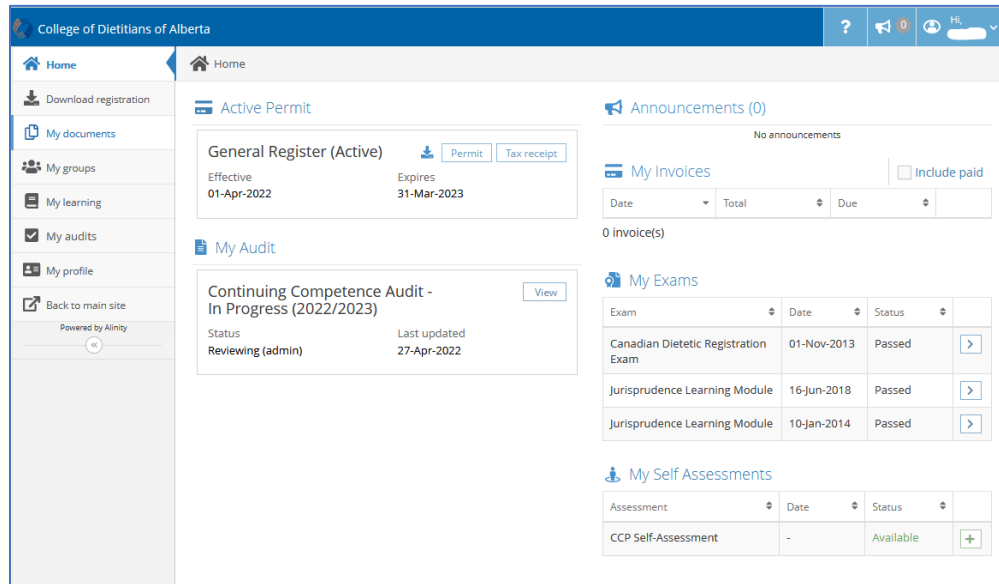 College of Dietitians of Alberta
?
0
Hi,
Home
Download registration
My documents
My groups
My learning
My audits
My profile
Back to main site
Powered by Alinity
Home
Active Permit
General Register (Active)
Permit
Tax receipt
Effective
Expires
01-Apr-2022
31-Mar-2023
My Audit
Continuing Competence Audit -
In Progress (2022/2023)
View
Status
Last updated
Reviewing (admin)
27-Apr-2022
Announcements (0)
No announcements
My Invoices
Include paid
Date
Total
Due
0 invoice(s)
My Exams
Exam
Date
Status
Canadian Dietetic Registration
Exam
01-Nov-2013
Passed
Jurisprudence Learning Module
16-Jun-2018
Passed
Jurisprudence Learning Module
10-Jan-2014
Passed
My Self Assessments
Assessment
Date
Status
CCP Self-Assessment
-
Available